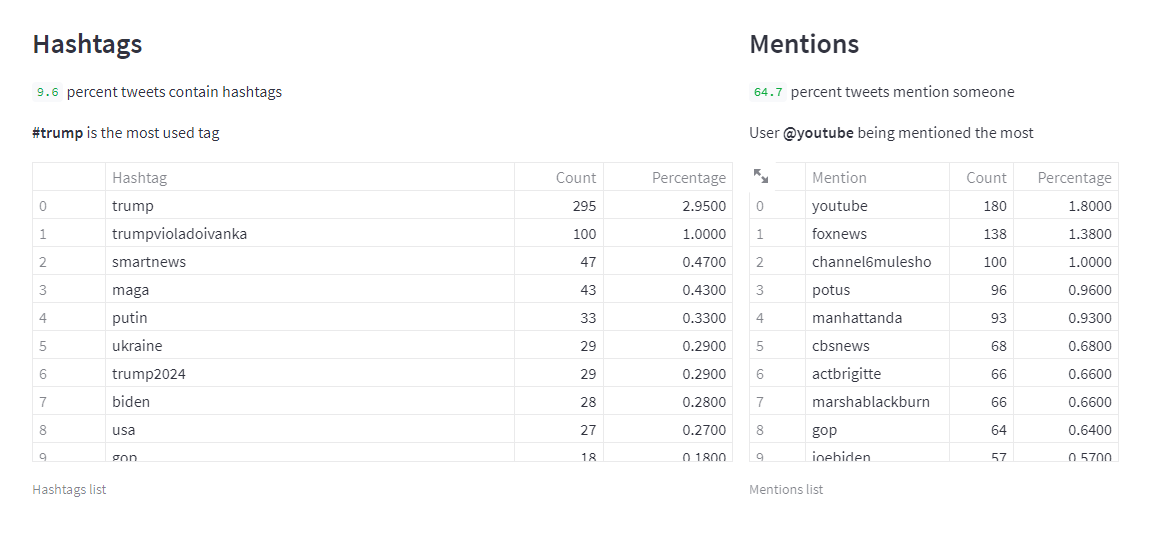 Hashtags
9.6 percent tweets contain hashtags
#trump is the most used tag
Hashtag Count Percentage
0 trump 295 2.9500
1 trumpvioladoivanka 100 1.0000
2 smartnews 47 0.4700
3 maga 43 0.4300
4 putin 33 0.3300
5 ukraine 29 0.2900
6 trump2024 29 0.2900
7 biden 28 0.2800
8 usa 27 0.2700
9 gop 18 0.1800
Hashtags list
Mentions
64.7 percent tweets mention someone
User @youtube being mentioned the most
Mention Count Percentage
0 youtube 180 1.8000
1 foxnews 138 1.3800
2 channel6mulesho 100 1.0000
3 potus 96 0.9600
4 manhattanda 93 0.9300
5 cbsnews 68 0.6800
6 actbrigitte 66 0.6600
7 marshablackburn 66 0.6600
8 gop 64 0.6400
9 joebiden 57 0.5700
Mentions list